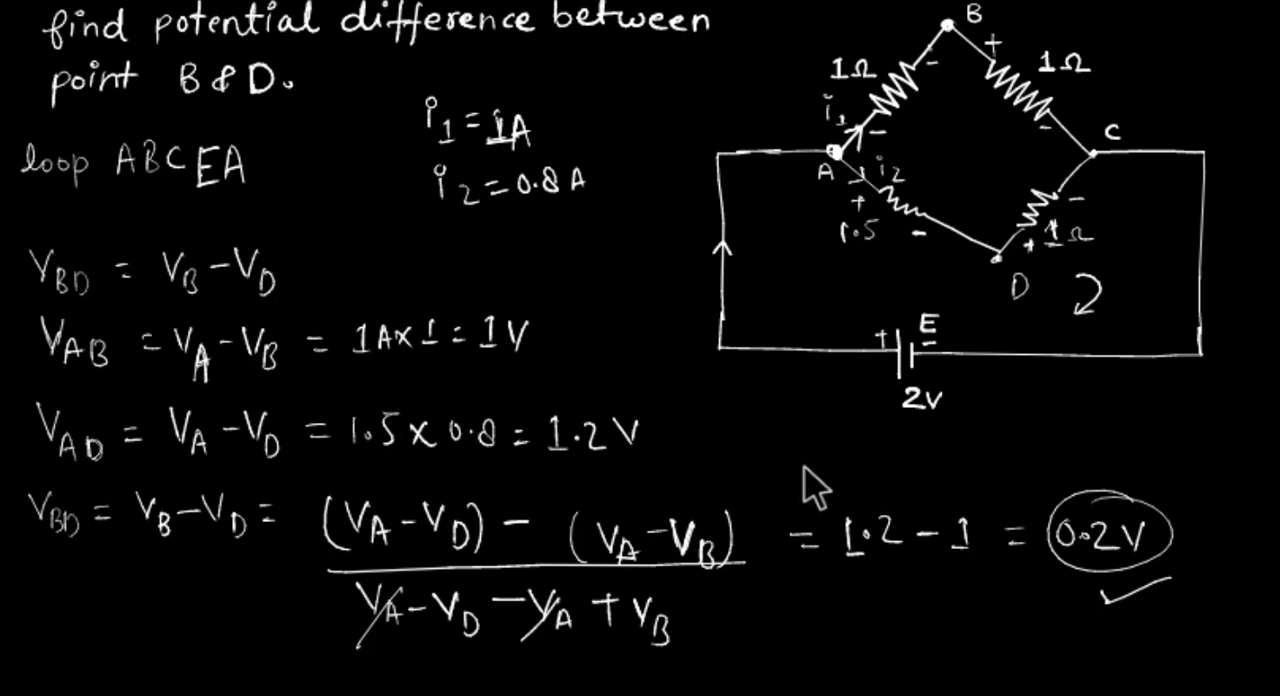 find potential difference between
point B & D.
loop ABCEA
i1 = 1A
i2 = 0.8 A
VBD = VB - VD
VAB = VA - VB = 1A x 1 = 1V
VAD = VA - VD = 1.5 x 0.8 = 1.2 V
VBD = VB - VD = (VA - VD) - (VA - VB) = 1.2 - 1 = 0.2V
VA - VD - VA + VB
B
1Ω
-
+
1Ω
-
i1
-
A
i2
+
1.5
-
C
-
+ 1Ω
D
+
E
-
2V